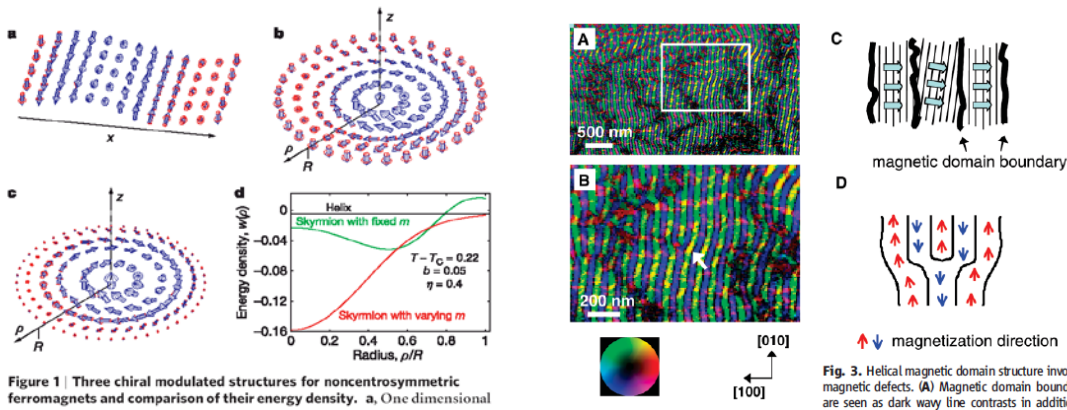 a
x
b
z
ρ
R
c
z
ρ
R
d
Energy density, w(ρ)
0
−0.04
−0.08
−0.12
−0.16
Helix
Skyrmion with fixed m
T − T_C = 0.22
b = 0.05
η = 0.4
Skyrmion with varying m
0 0.2 0.4 0.6 0.8 1
Radius, ρ/R
Figure 1 | Three chiral modulated structures for noncentrosymmetric
ferromagnets and comparison of their energy density. a, One dimensional
A
500 nm
B
200 nm
[010]
[100]
C
magnetic domain boundary
D
magnetization direction
Fig. 3. Helical magnetic domain structure invo
magnetic defects. (A) Magnetic domain bound
are seen as dark wavy line contrasts in additi